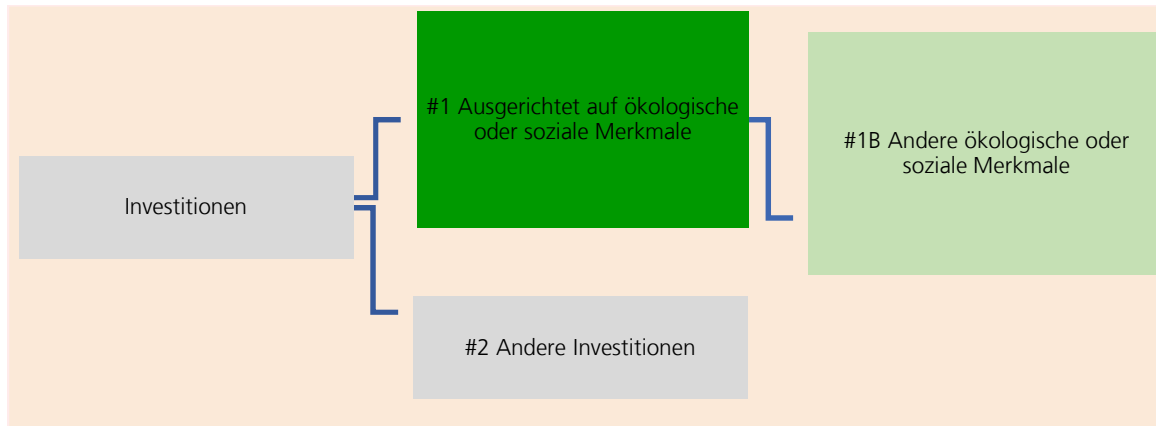 Investitionen
#1 Ausgerichtet auf ökologische
oder soziale Merkmale
#1B Andere ökologische oder
soziale Merkmale
#2 Andere Investitionen